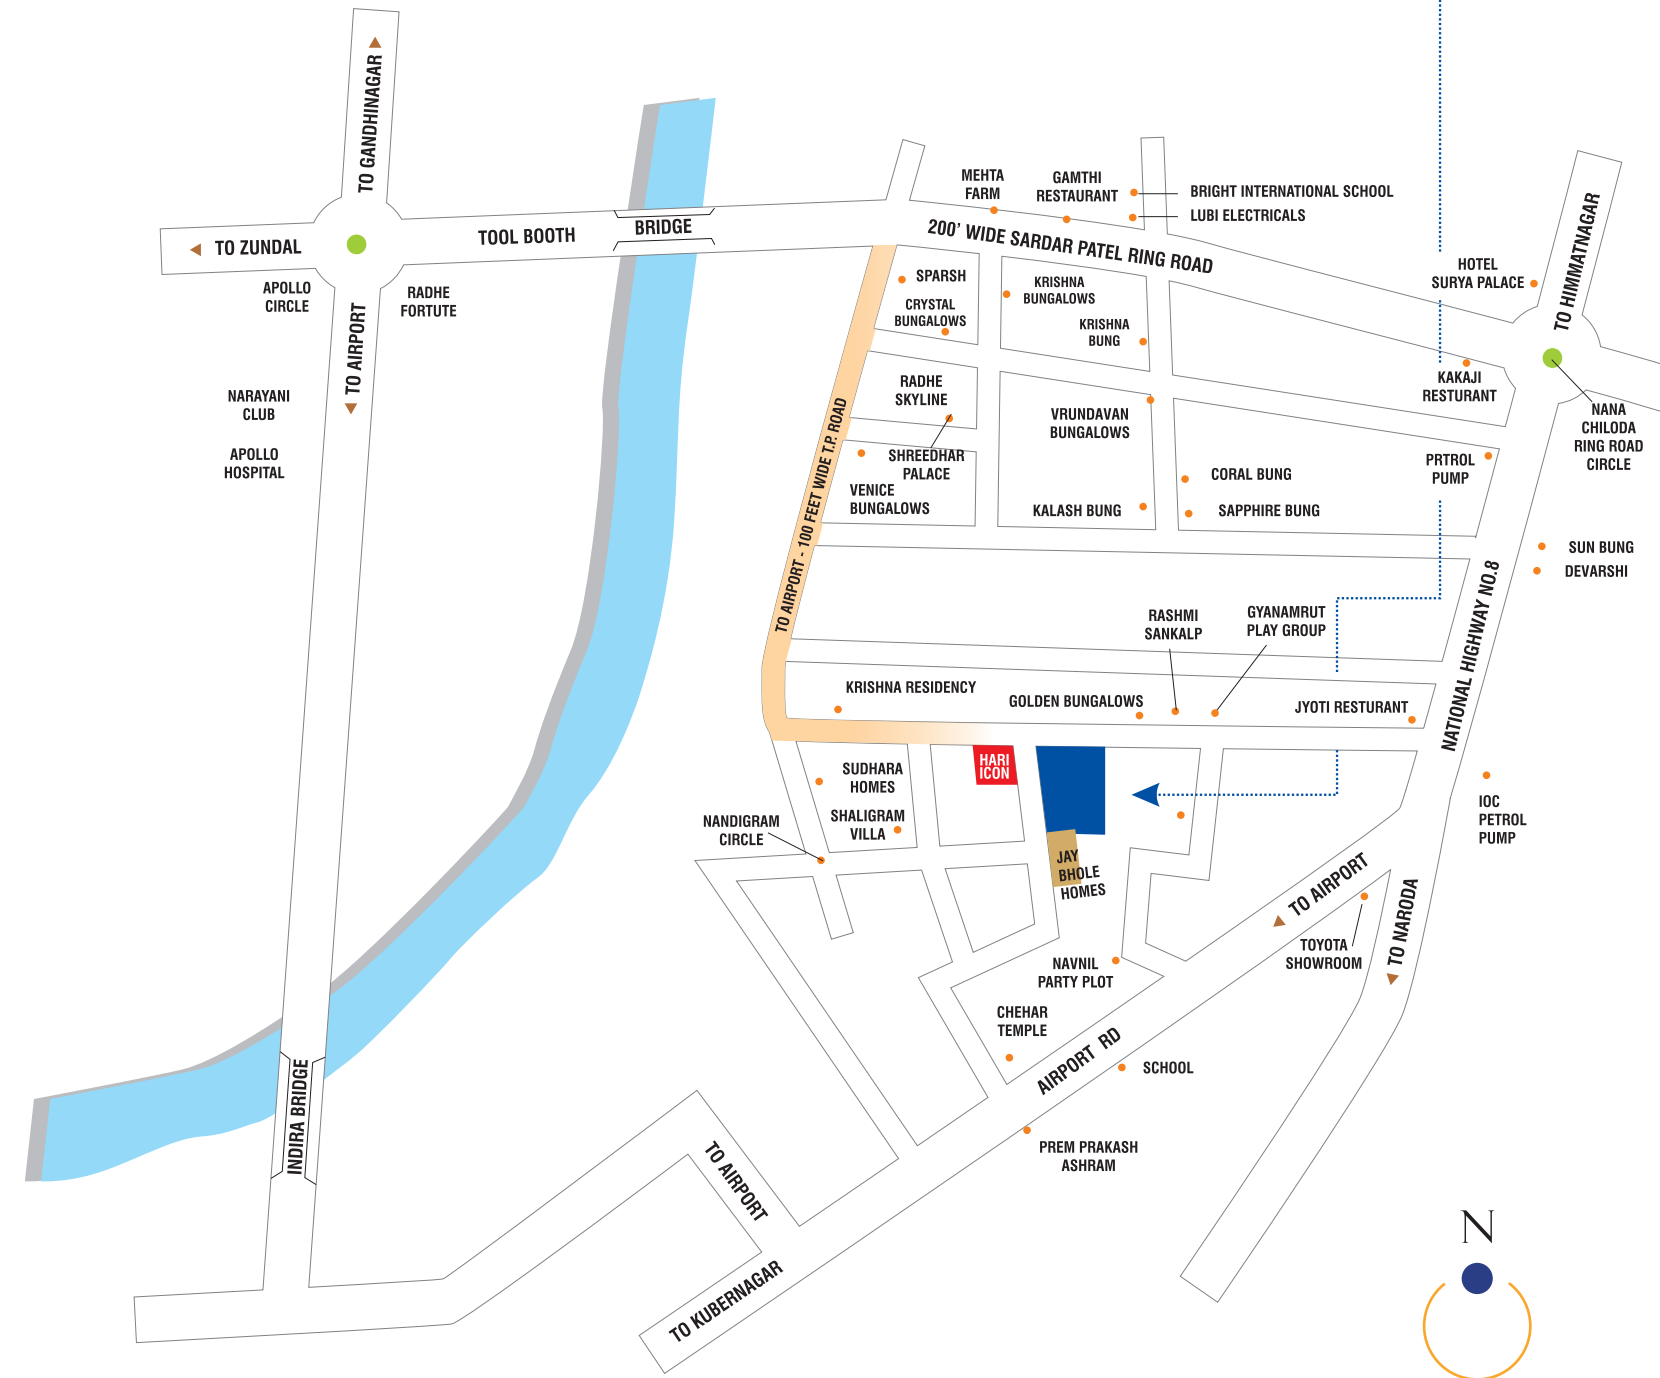 TO GANDHINAGAR
TO ZUNDAL
TOOL BOOTH
BRIDGE
APOLLO
CIRCLE
RADHE
FORTUTE
TO AIRPORT
NARAYANI
CLUB
APOLLO
HOSPITAL
MEHTA
FARM
GAMTHI
RESTAURANT
BRIGHT INTERNATIONAL SCHOOL
LUBI ELECTRICALS
200' WIDE SARDAR PATEL RING ROAD
HOTEL
SURYA PALACE
TO HIMMATNAGAR
SPARSH
CRYSTAL
BUNGALOWS
KRISHNA
BUNGALOWS
KRISHNA
BUNG
KAKAJI
RESTURANT
NANA
CHILODA
RING ROAD
CIRCLE
RADHE
SKYLINE
VRUNDAVAN
BUNGALOWS
SHREEDHAR
PALACE
VENICE
BUNGALOWS
KALASH BUNG
CORAL BUNG
SAPPHIRE BUNG
PRTROL
PUMP
TO AIRPORT - 100 FEET WIDE T.P. ROAD
SUN BUNG
DEVARSHI
NATIONAL HIGHWAY NO.8
RASHMI
SANKALP
GYANAMRUT
PLAY GROUP
KRISHNA RESIDENCY
GOLDEN BUNGALOWS
JYOTI RESTURANT
HARI
ICON
SUDHARA
HOMES
SHALIGRAM
VILLA
NANDIGRAM
CIRCLE
JAY
BHOLE
HOMES
IOC
PETROL
PUMP
TO AIRPORT
TO NARODA
TOYOTA
SHOWROOM
NAVNIL
PARTY PLOT
CHEHAR
TEMPLE
AIRPORT RD
SCHOOL
PREM PRAKASH
ASHRAM
INDIRA BRIDGE
TO AIRPORT
TO KUBERNAGAR
N